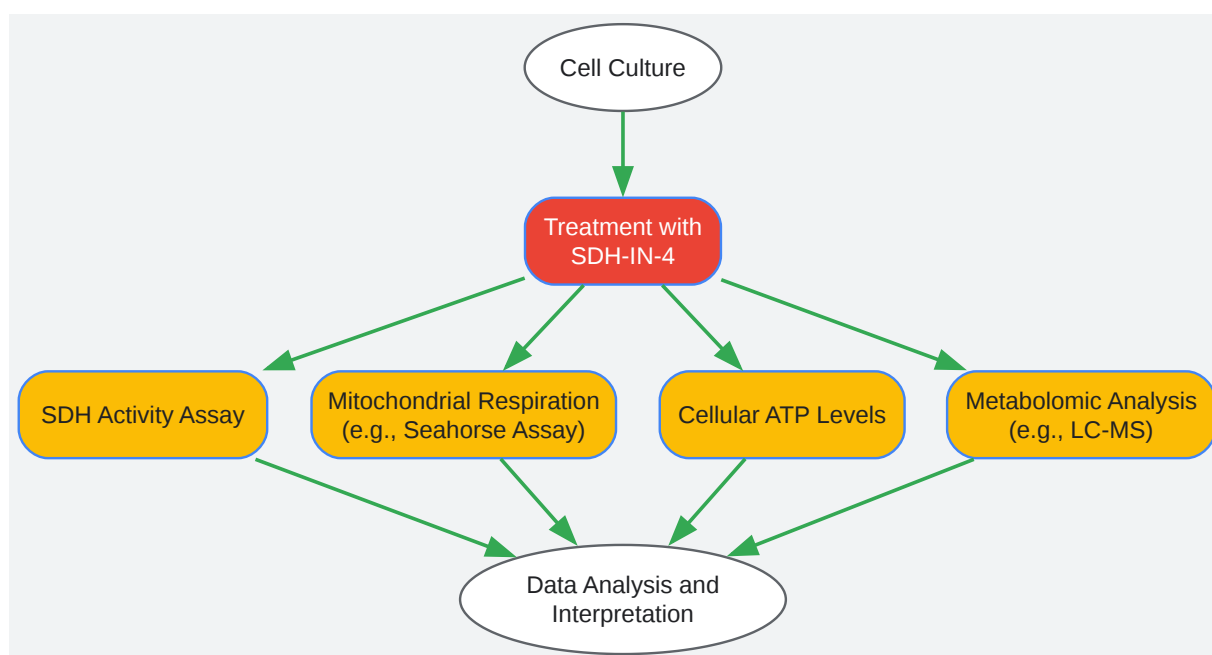 Cell Culture
Treatment with
SDH-IN-4
SDH Activity Assay
Mitochondrial Respiration
(e.g., Seahorse Assay)
Cellular ATP Levels
Metabolomic Analysis
(e.g., LC-MS)
Data Analysis and
Interpretation